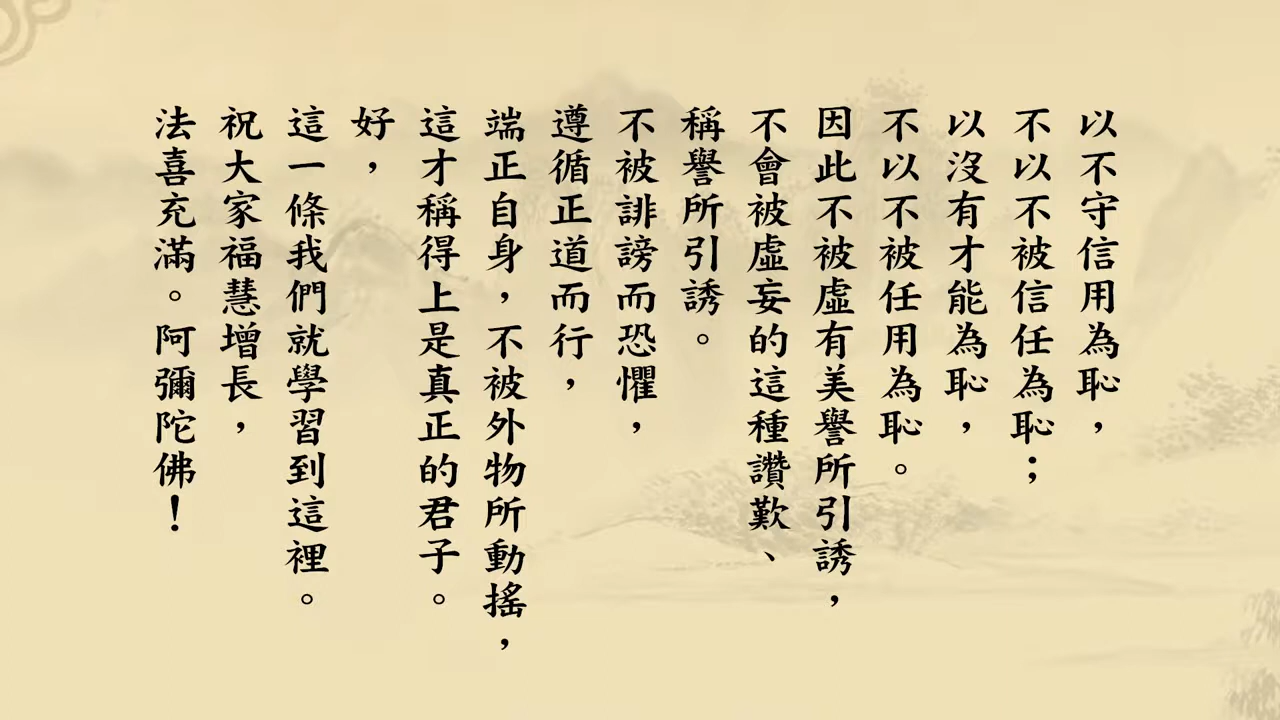 以不守信用為恥，
不以不被信任為恥；
以沒有才能為恥，
不以不被任用為恥。
因此不被虛有美譽所引誘，
不會被虛妄的這種讚歎、
稱譽所引誘。
不被誹謗而恐懼，
遵循正道而行，
端正自身，不被外物所動搖，
這才稱得上是真正的君子。
好，
這一條我們就學習到這裡。
祝大家福慧增長，
法喜充滿。阿彌陀佛！